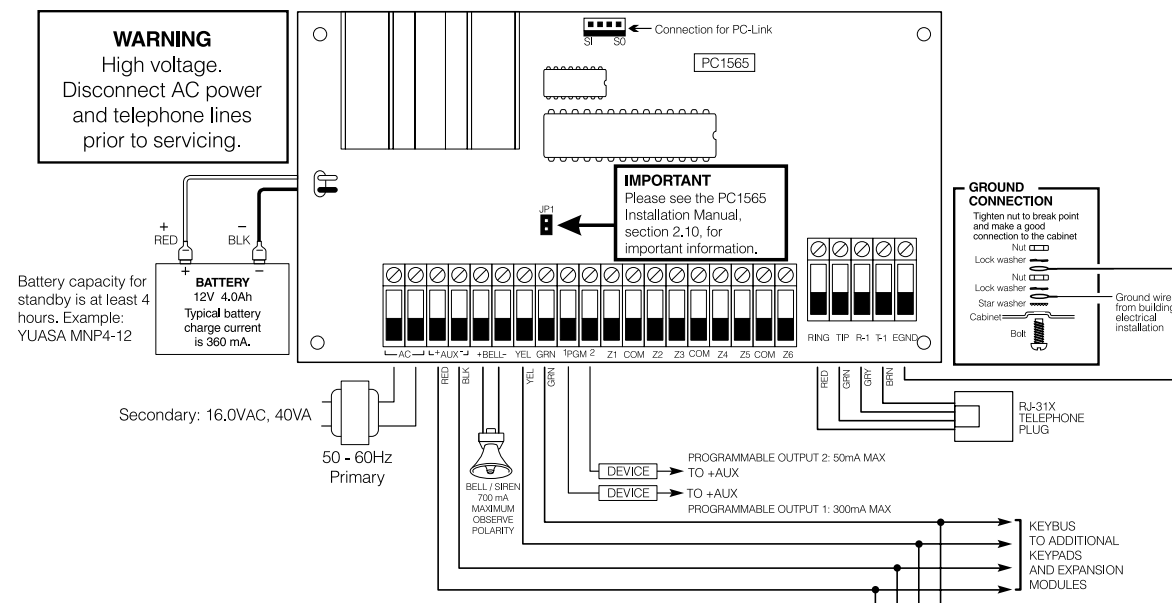 WARNING
High voltage.
Disconnect AC power
and telephone lines
prior to servicing.
SI SO
Connection for PC-Link
PC1565
IMPORTANT
Please see the PC1565
Installation Manual,
section 2.10, for
important information.
JP1
+
RED
–
BLK
+ –
BATTERY
12V 4.0Ah
Typical battery
charge current
is 360 mA.
Battery capacity for
standby is at least 4
hours. Example:
YUASA MNP4-12
AC +AUX- +BELL- YEL GRN 1PGM 2 Z1 COM Z2 Z3 COM Z4 Z5 COM Z6
RING TIP R-1 T-1 EGND
GROUND
CONNECTION
Tighten nut to break point
and make a good
connection to the cabinet
Nut
Lock washer
Nut
Lock washer
Star washer
Cabinet
Bolt
Ground wire
from building
electrical
installation
RED
BLK
YEL
GRN
RED
GRN
GRY
BRN
RJ-31X
TELEPHONE
PLUG
Secondary: 16.0VAC, 40VA
50 - 60Hz
Primary
BELL / SIREN
700 mA
MAXIMUM
OBSERVE
POLARITY
PROGRAMMABLE OUTPUT 2: 50mA MAX
DEVICE TO +AUX
DEVICE TO +AUX
PROGRAMMABLE OUTPUT 1: 300mA MAX
KEYBUS
TO ADDITIONAL
KEYPADS
AND EXPANSION
MODULES